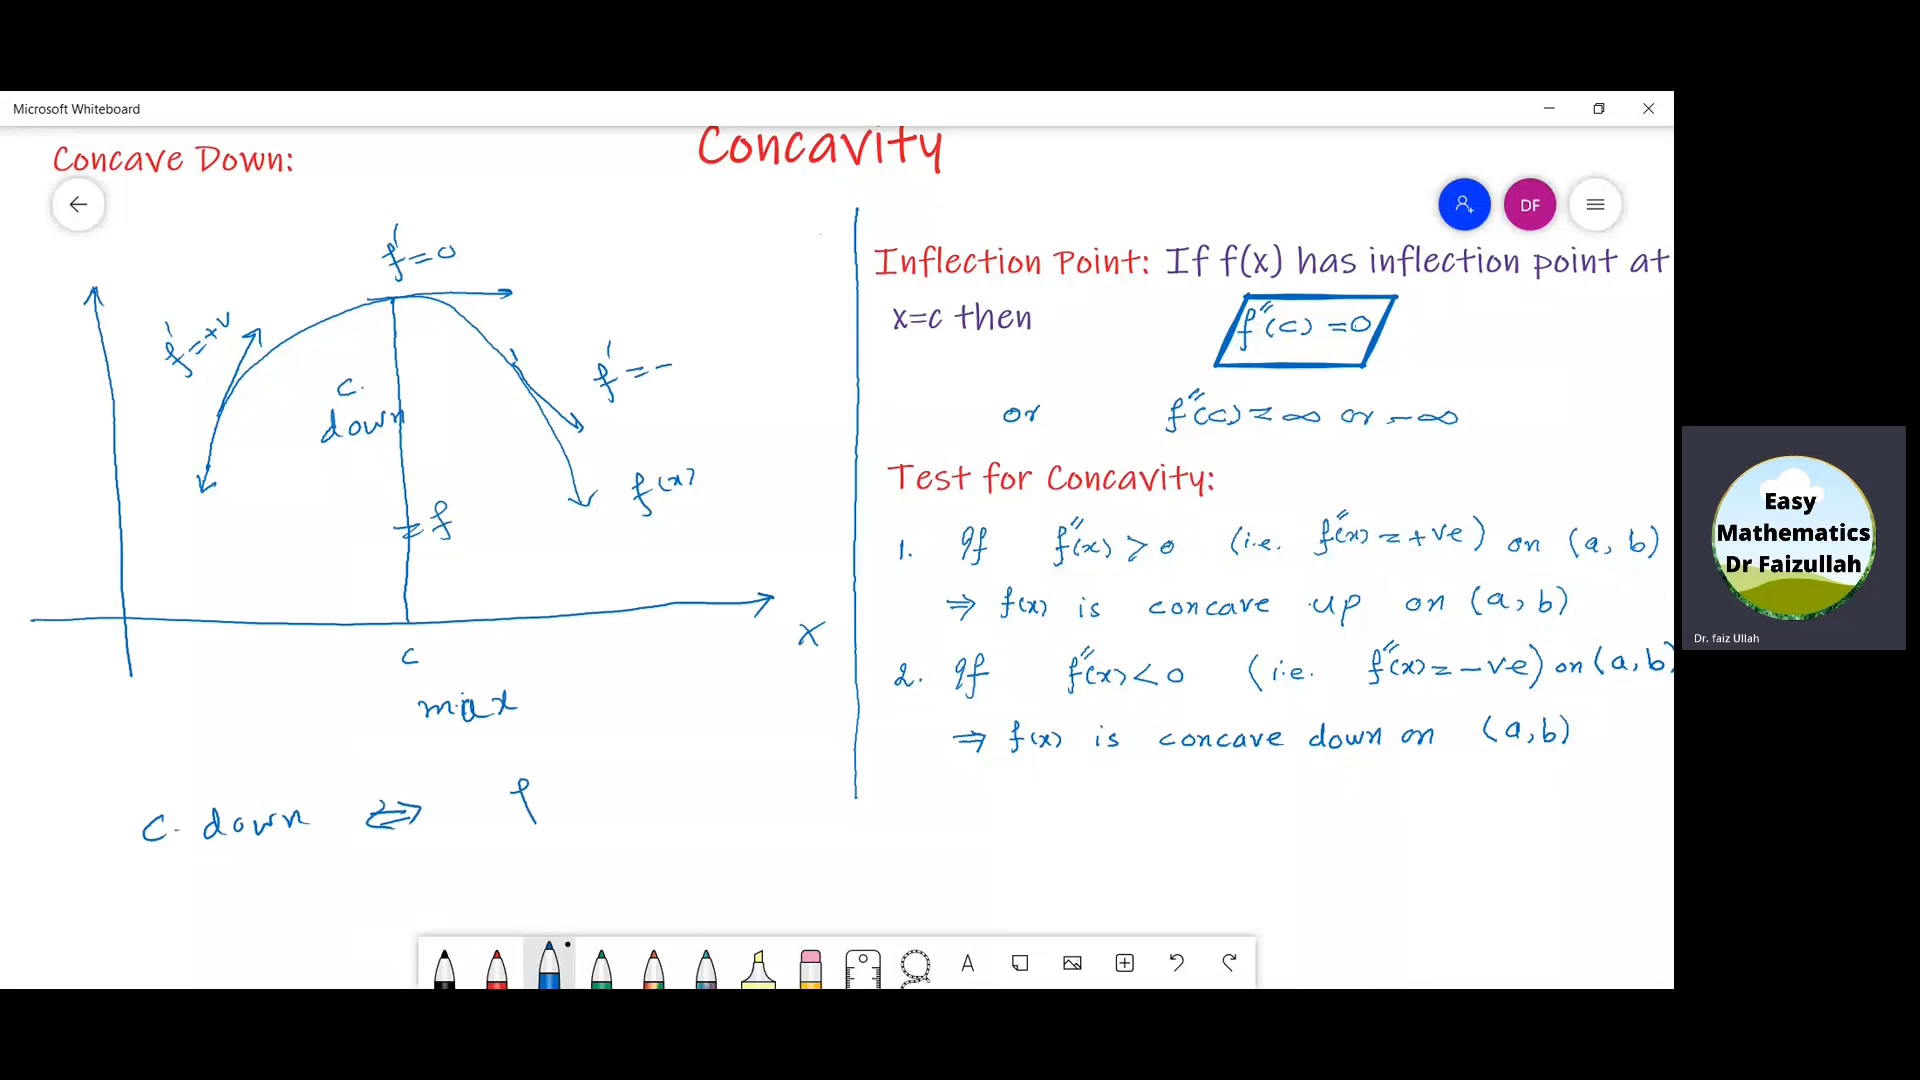 Microsoft Whiteboard
Concavity
Concave Down:
f'=0
f'=+v
f'=-
c.
down
f(x)
=f
x
c
max
c. down ⇔
Inflection Point: If f(x) has inflection point at
x=c then
f''(c) =0
or f''(c)=∞ or -∞
Test for Concavity:
1. If f''(x) > 0 (i.e. f''(x) = +ve) on (a, b)
⇒ f(x) is concave up on (a, b)
2. If f''(x) < 0 (i.e. f''(x) = -ve) on (a, b)
⇒ f(x) is concave down on (a,b)
DF
A
Easy
Mathematics
Dr Faizullah
Dr. faiz Ullah